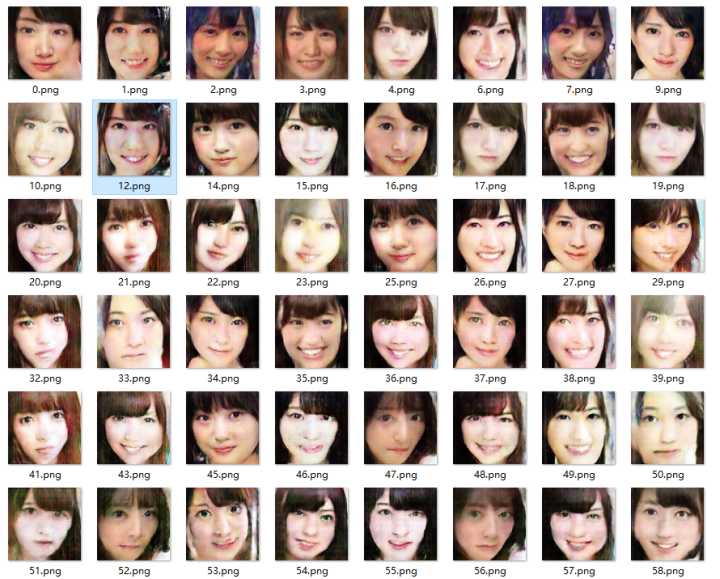 0.png 1.png 2.png 3.png 4.png 6.png 7.png 9.png
10.png 12.png 14.png 15.png 16.png 17.png 18.png 19.png
20.png 21.png 22.png 23.png 25.png 26.png 27.png 29.png
32.png 33.png 34.png 35.png 36.png 37.png 38.png 39.png
41.png 43.png 45.png 46.png 47.png 48.png 49.png 50.png
51.png 52.png 53.png 54.png 55.png 56.png 57.png 58.png